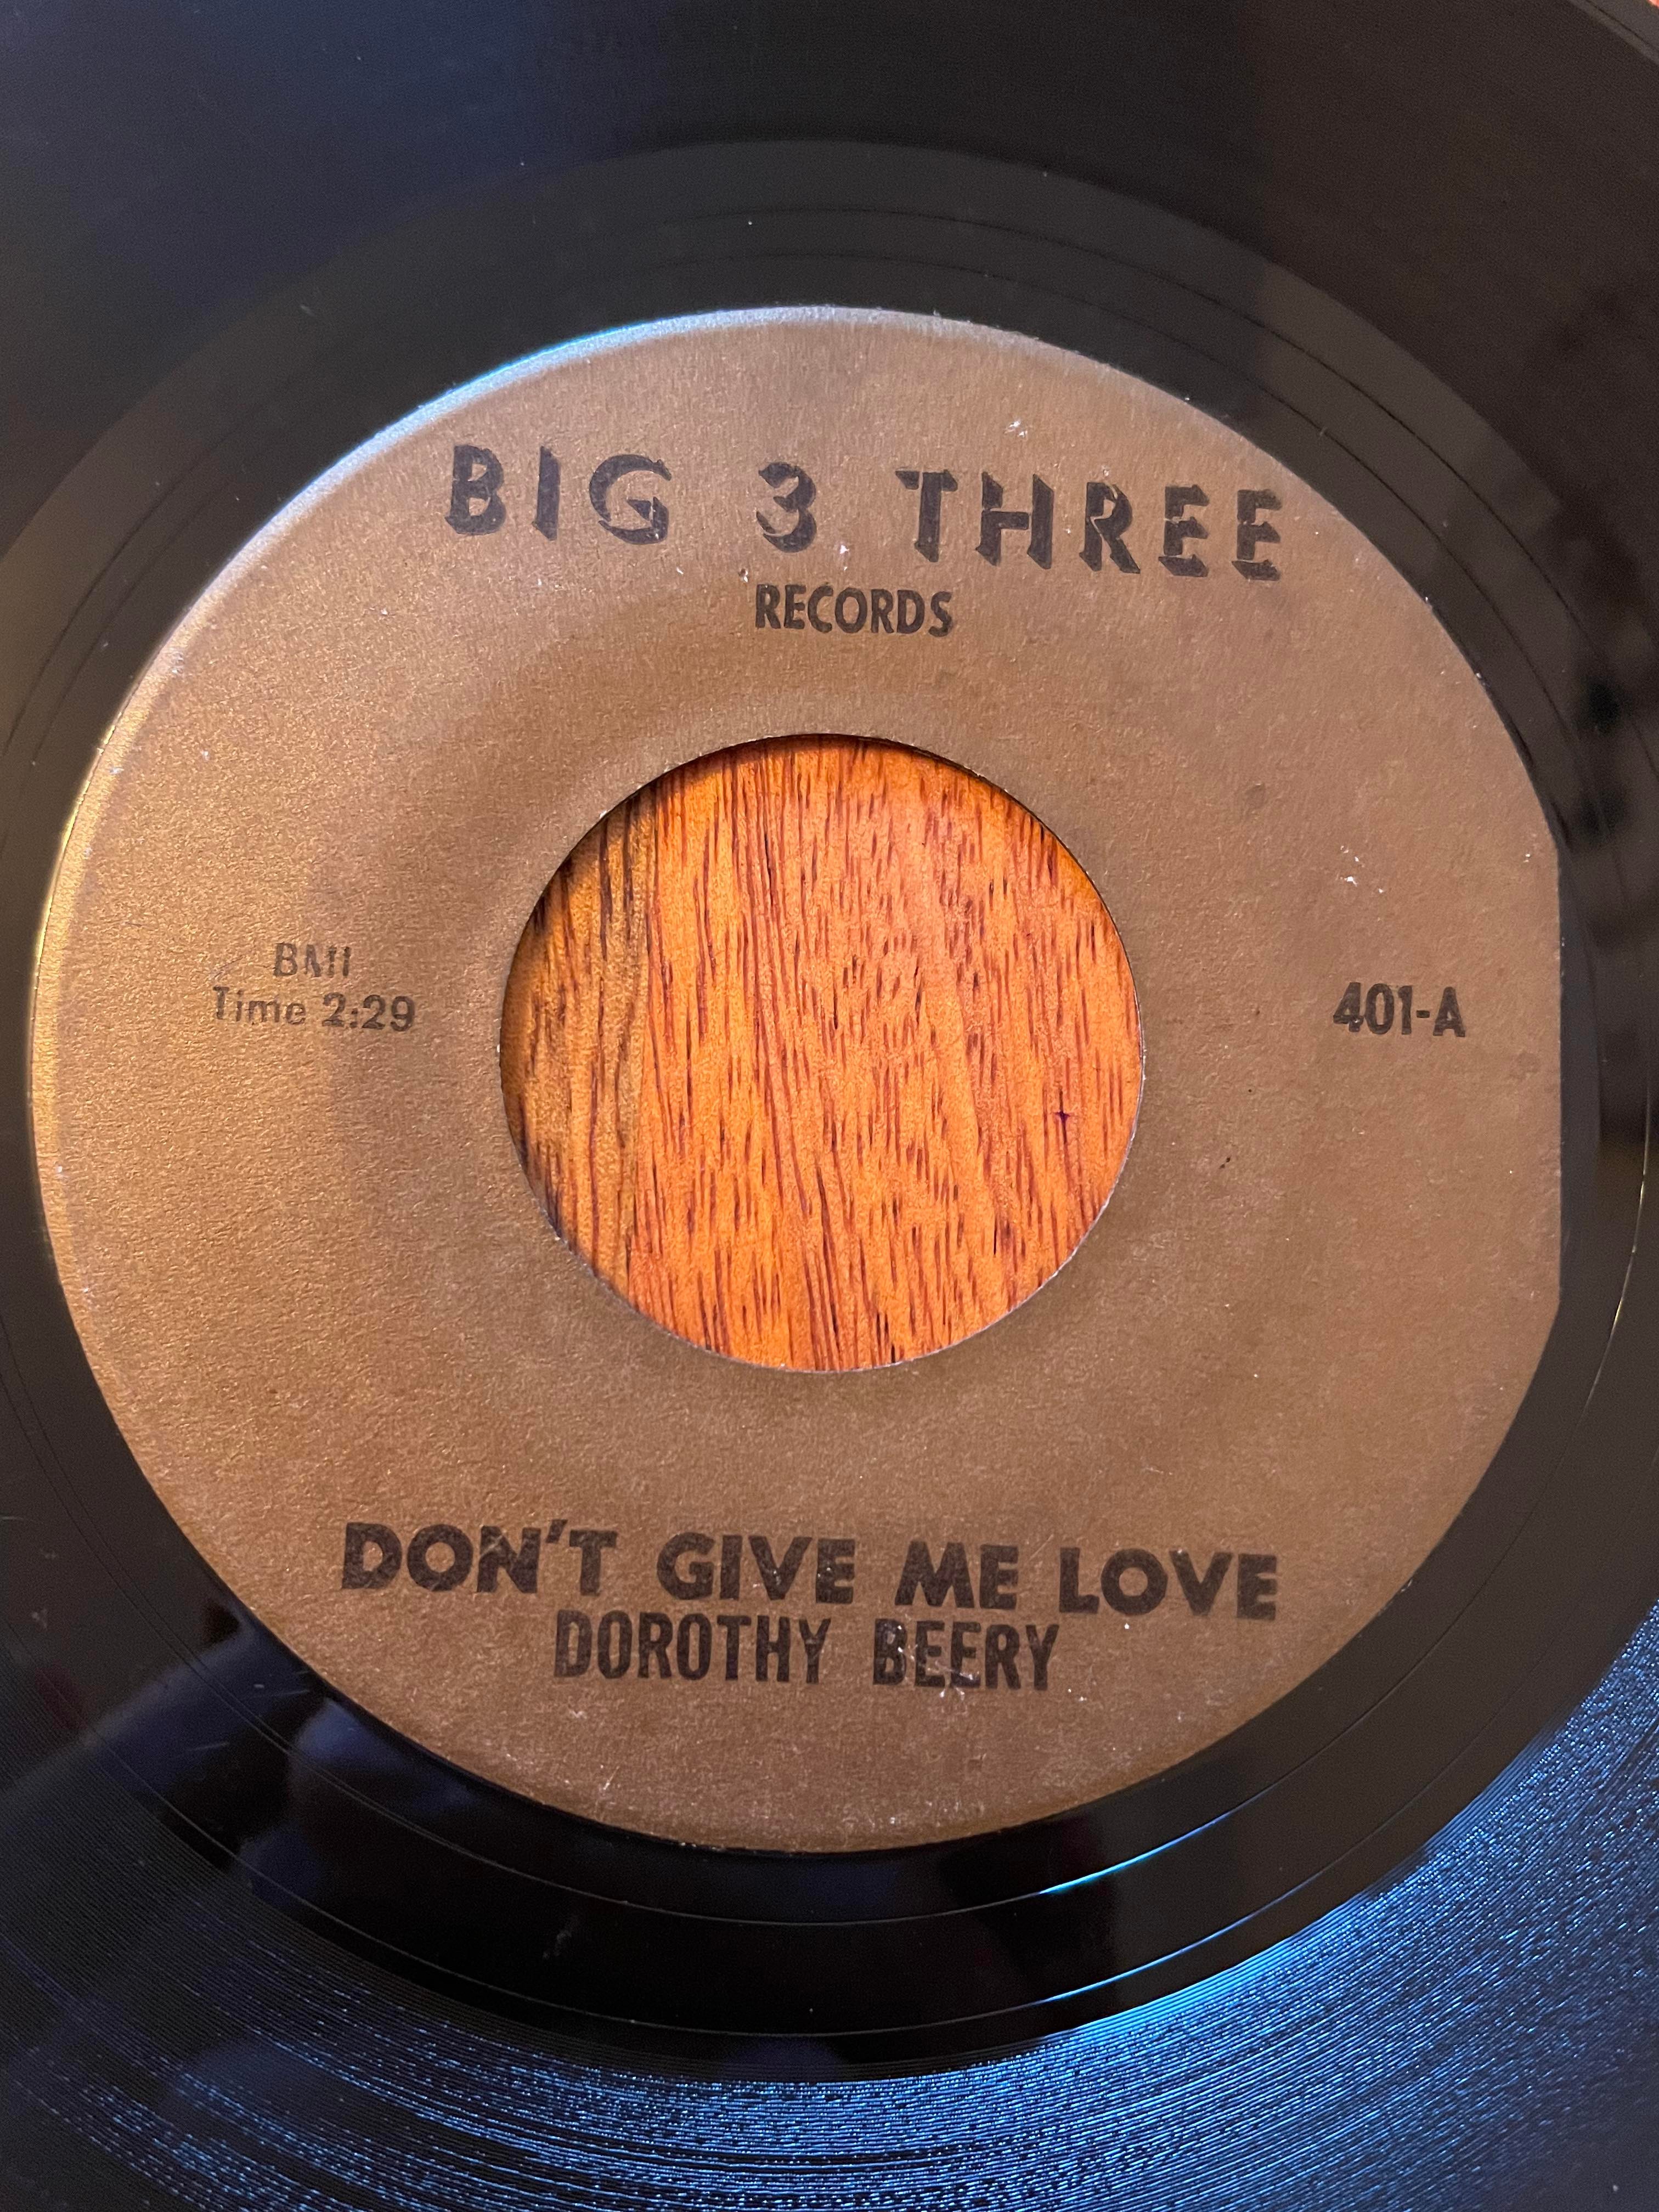 BIG 3 THREE
RECORDS
BMI
Time 2:29
401-A
DON'T GIVE ME LOVE
DOROTHY BEERY